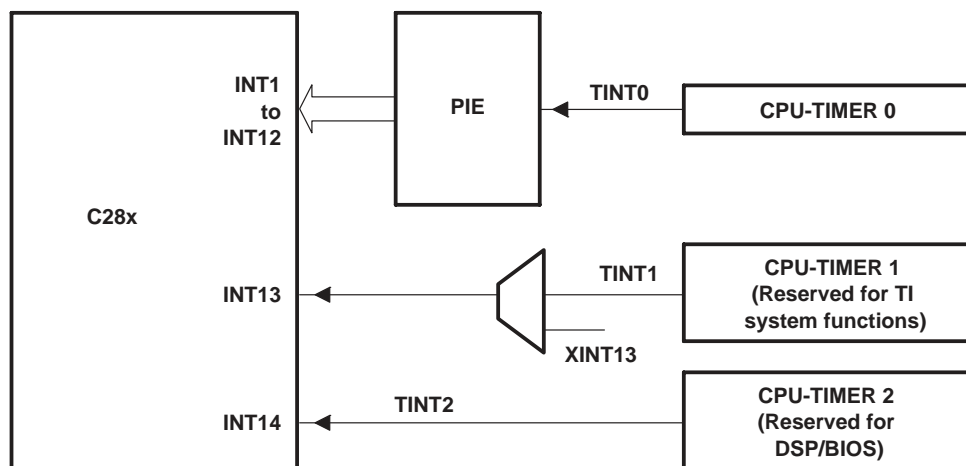 INT1
to
INT12
PIE
TINT0
CPU-TIMER 0
C28x
INT13
TINT1
XINT13
CPU-TIMER 1
(Reserved for TI
system functions)
INT14
TINT2
CPU-TIMER 2
(Reserved for
DSP/BIOS)